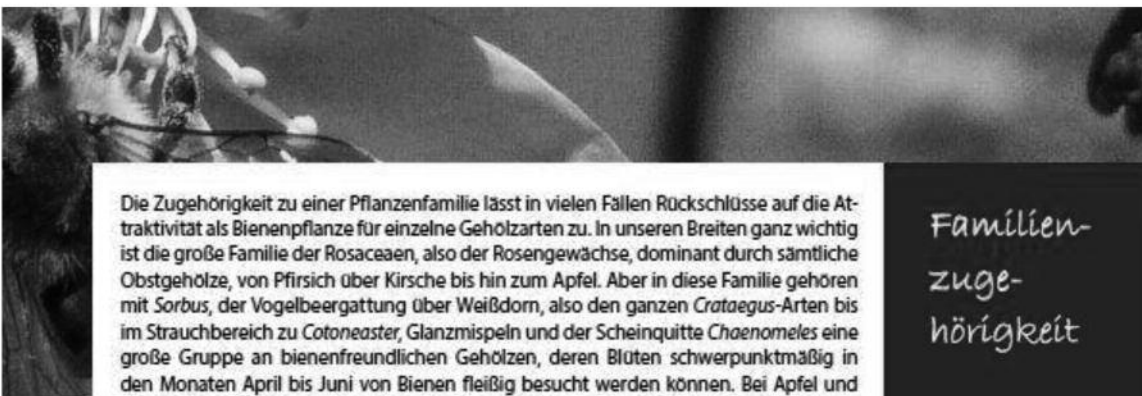 Die Zugehörigkeit zu einer Pflanzenfamilie lässt in vielen Fällen Rückschlüsse auf die At-
traktivität als Bienenpflanze für einzelne Gehölzarten zu. In unseren Breiten ganz wichtig
ist die große Familie der Rosaceaen, also der Rosengewächse, dominant durch sämtliche
Obstgehölze, von Pfirsich über Kirsche bis hin zum Apfel. Aber in diese Familie gehören
mit Sorbus, der Vogelbeergattung über Weißdorn, also den ganzen Crataegus-Arten bis
im Strauchbereich zu Cotoneaster, Glanzmispeln und der Scheinquitte Chaenomeles eine
große Gruppe an bienenfreundlichen Gehölzen, deren Blüten schwerpunktmäßig in
den Monaten April bis Juni von Bienen fleißig besucht werden können. Bei Apfel und
Familien-
zuge-
hörigkeit